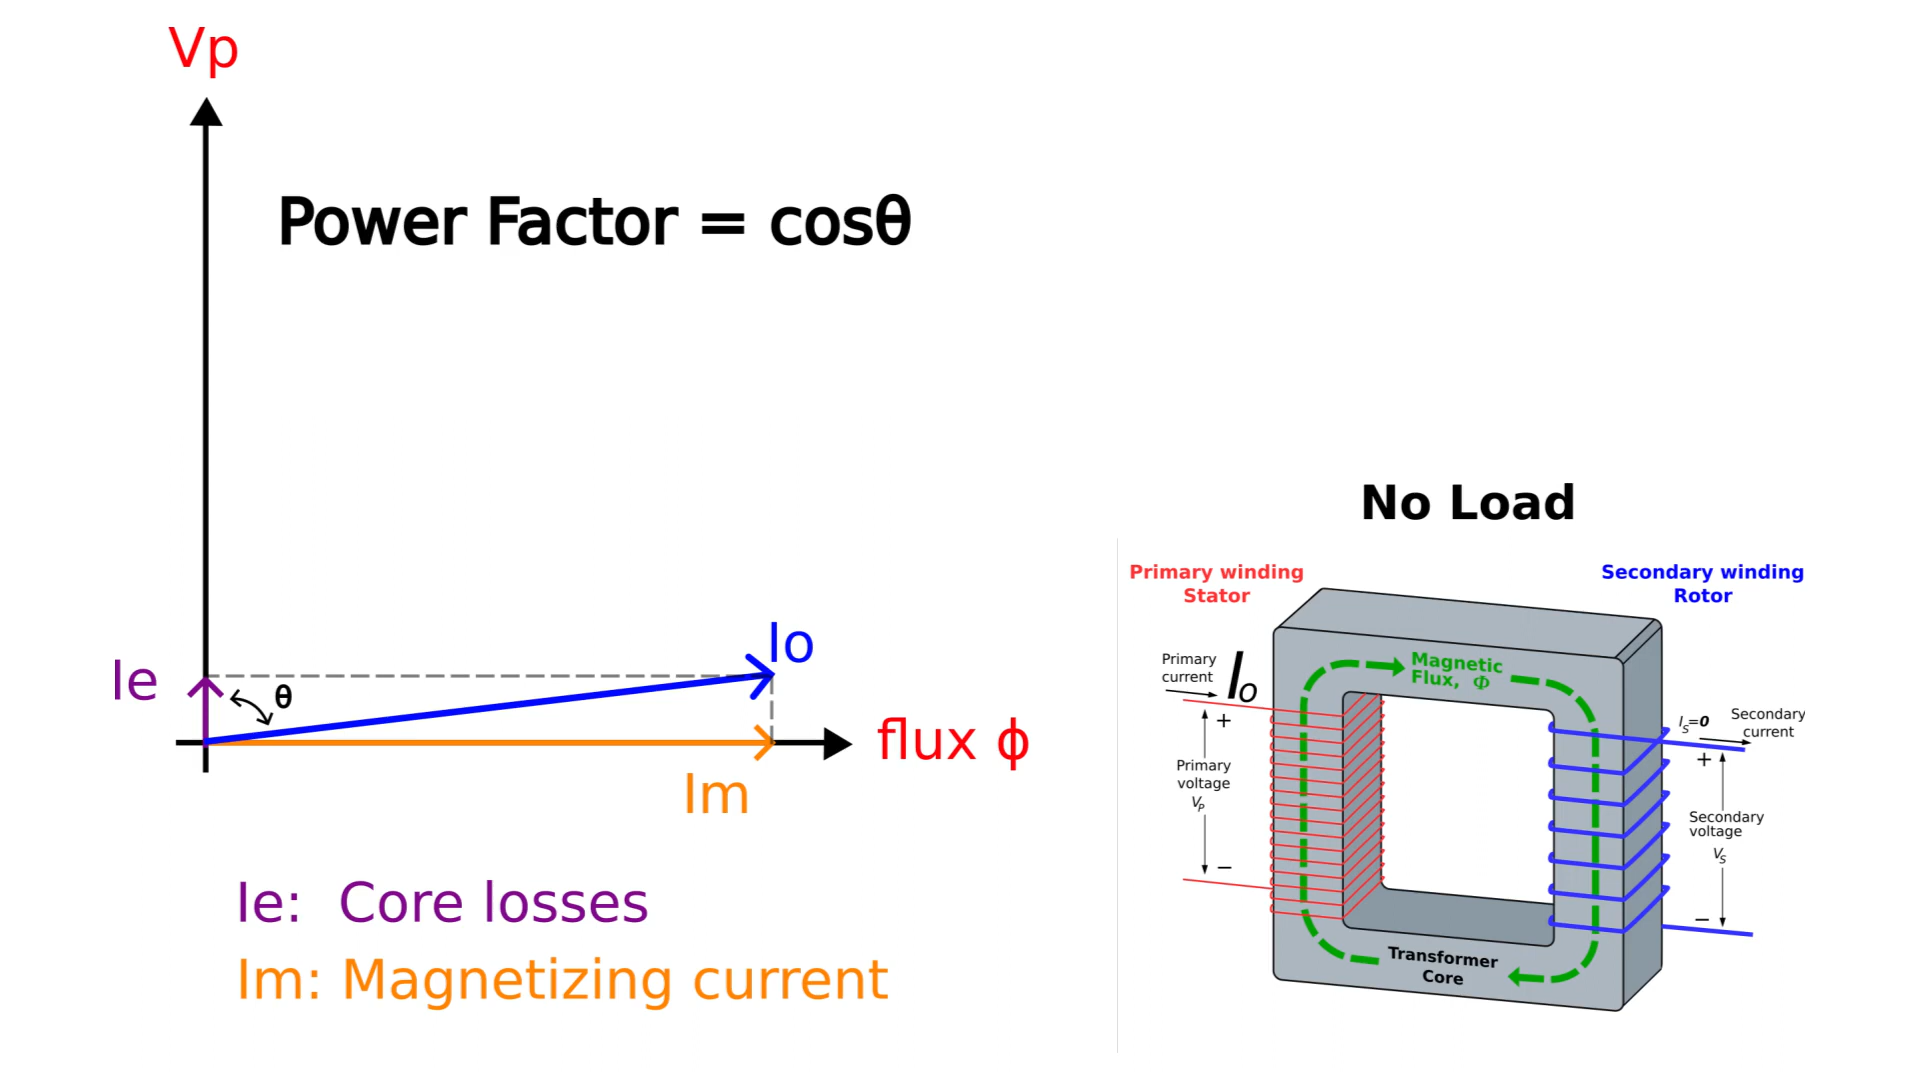 Vp
Power Factor = cosθ
Io
Ie
θ
flux ϕ
Im
Ie: Core losses
Im: Magnetizing current
No Load
Primary winding
Stator
Secondary winding
Rotor
Primary
current
Io
Magnetic
Flux, Φ
IS=0
Secondary
current
+
+
Primary
voltage
VP
Secondary
voltage
VS
−
−
Transformer
Core